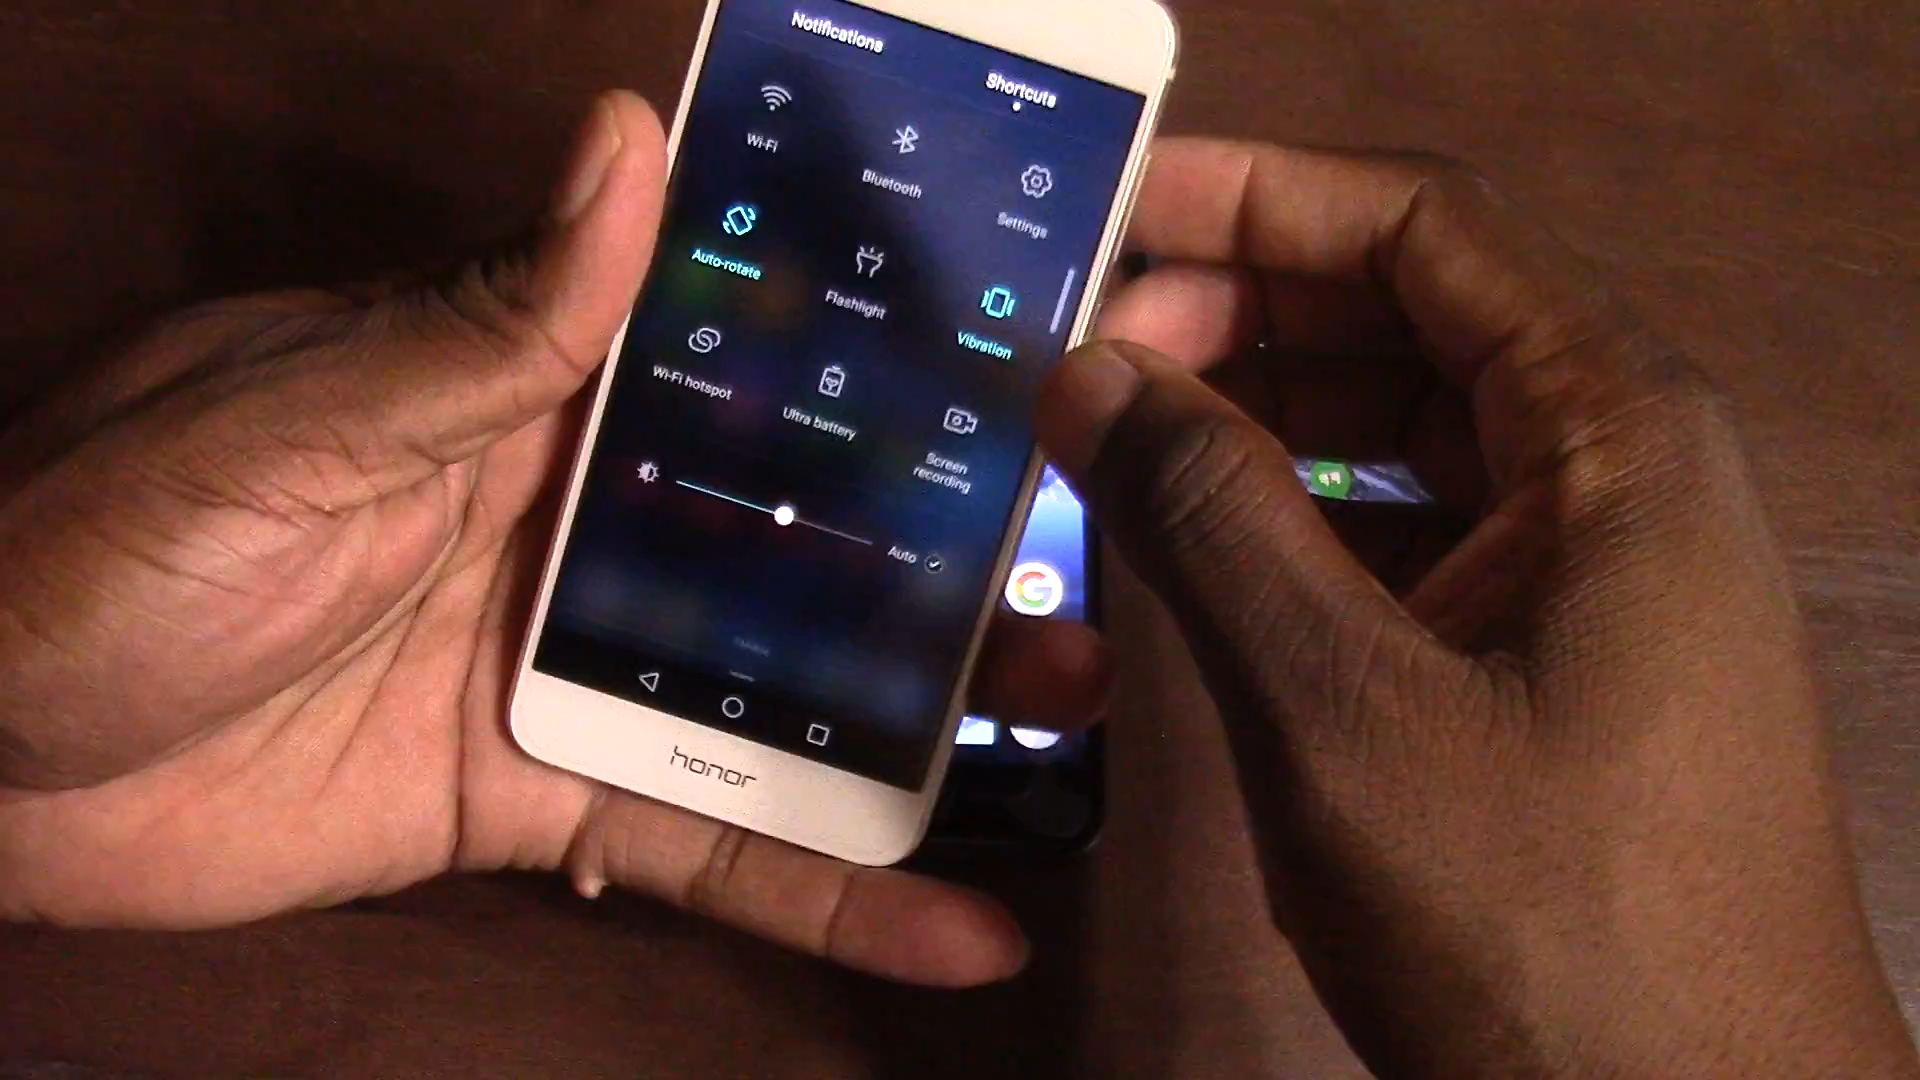 Notifications
Shortcuts
Wi-Fi
Bluetooth
Settings
Auto-rotate
Flashlight
Vibration
Wi-Fi hotspot
Ultra battery
Screen
recording
Auto
honor
G